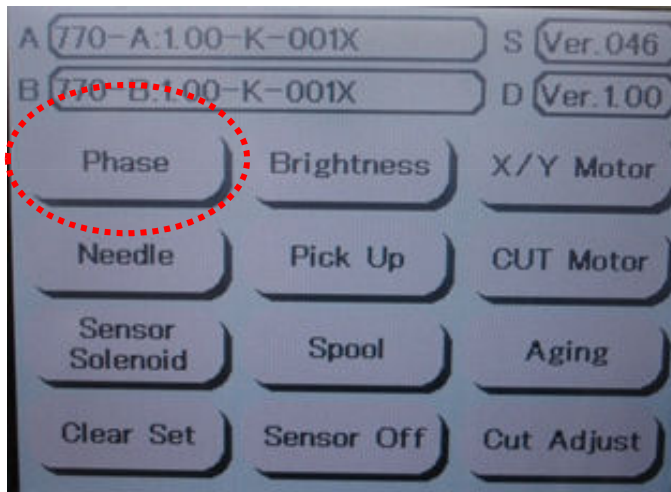 A 770-A:1.00-K-001X S Ver.046
B 770-B:1.00-K-001X D Ver.1.00
Phase Brightness X/Y Motor
Needle Pick Up CUT Motor
Sensor Solenoid Spool Aging
Clear Set Sensor Off Cut Adjust